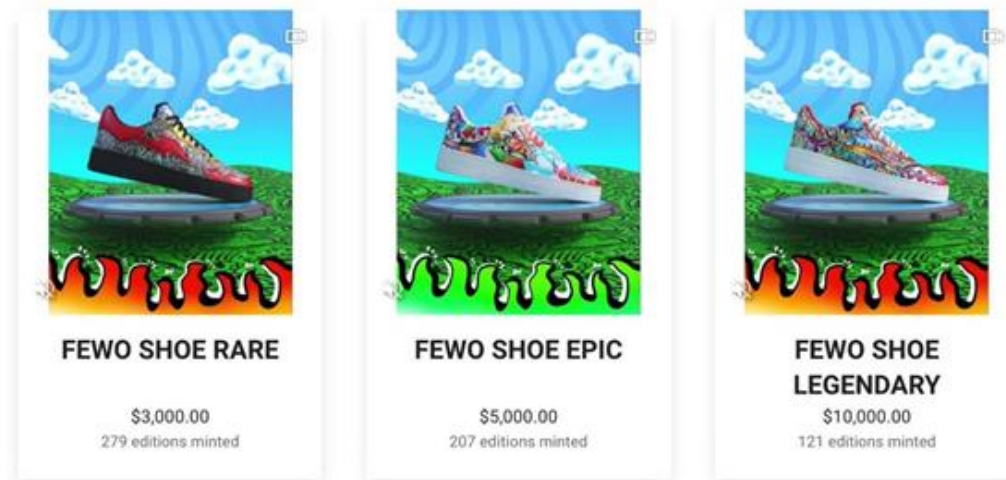 FEWO SHOE RARE
$3,000.00
279 editions minted
FEWO SHOE EPIC
$5,000.00
207 editions minted
FEWO SHOE
LEGENDARY
$10,000.00
121 editions minted